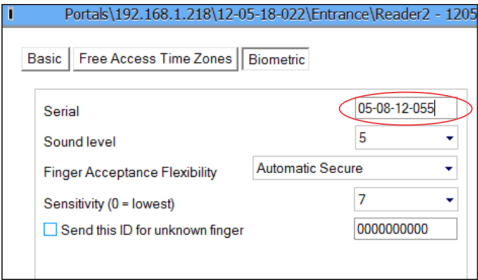 Portals\192.168.1.218\12-05-18-022\Entrance\Reader2 - 1205
Basic Free Access Time Zones Biometric
Serial 05-08-12-055
Sound level 5
Finger Acceptance Flexibility Automatic Secure
Sensitivity (0 = lowest) 7
Send this ID for unknown finger 0000000000